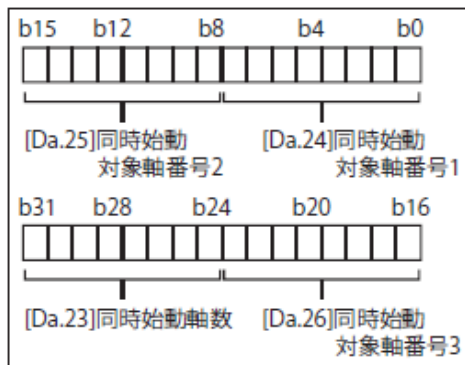 b15 b12 b8 b4 b0
[Da.25]同時始動 [Da.24]同時始動
対象軸番号2 対象軸番号1
b31 b28 b24 b20 b16
[Da.23]同時始動軸数 [Da.26]同時始動
対象軸番号3